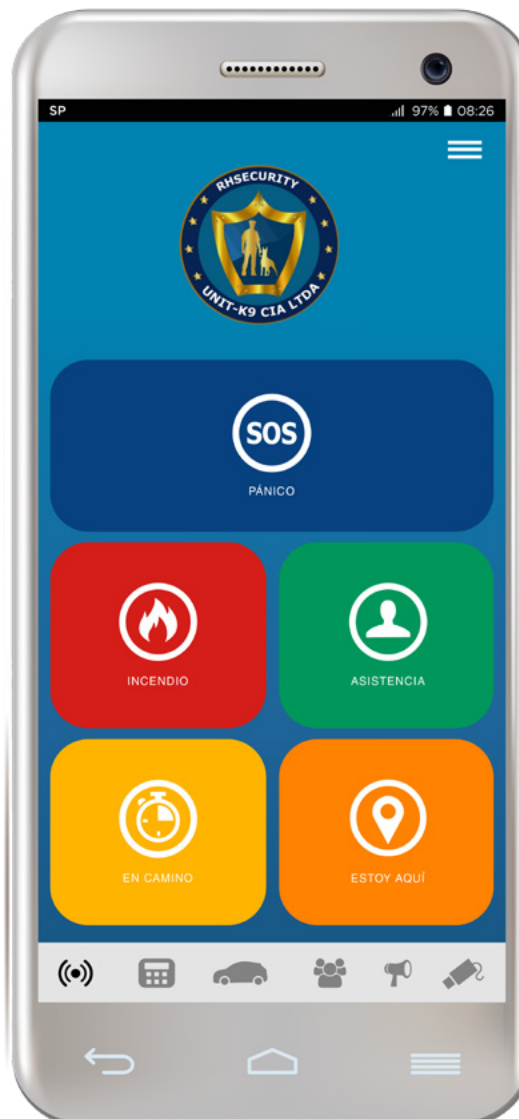 SP
97% 08:26
RHSECURITY
UNIT-K9 CIA LTDA
SOS
PÁNICO
INCENDIO
ASISTENCIA
EN CAMINO
ESTOY AQUÍ